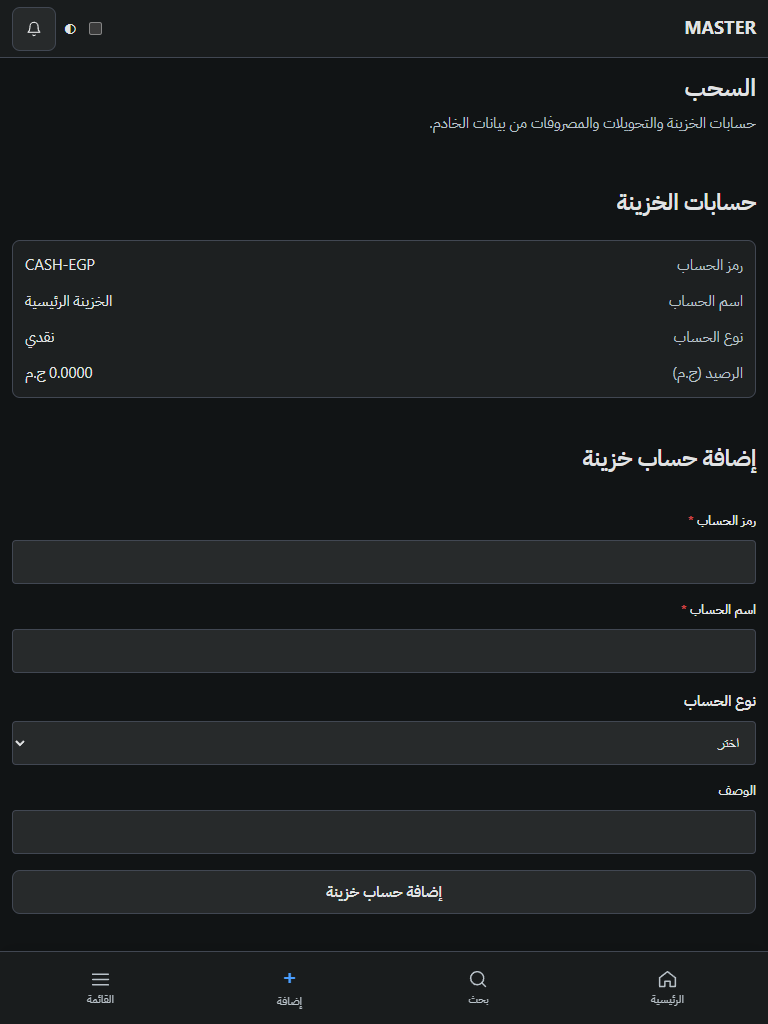 MASTER
السحب
حسابات الخزينة والتحويلات والمصروفات من بيانات الخادم.
حسابات الخزينة
رمز الحساب CASH-EGP
اسم الحساب الخزينة الرئيسية
نوع الحساب نقدي
الرصيد (ج.م) 0.0000 ج.م
إضافة حساب خزينة
رمز الحساب *
اسم الحساب *
نوع الحساب
اختر
الوصف
إضافة حساب خزينة
الرئيسية بحث إضافة القائمة